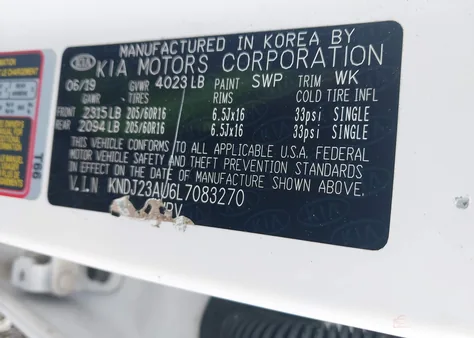 MANUFACTURED IN KOREA BY
KIA KIA MOTORS CORPORATION
06/19 GVWR 4023 LB PAINT SWP TRIM WK
GAWR TIRES RIMS COLD TIRE INFL
FRONT 2315 LB 205/60R16 6.5Jx16 33psi SINGLE
REAR 2094 LB 205/60R16 6.5Jx16 33psi SINGLE
THIS VEHICLE CONFORMS TO ALL APPLICABLE U.S.A. FEDERAL
MOTOR VEHICLE SAFETY AND THEFT PREVENTION STANDARDS
IN EFFECT ON THE DATE OF MANUFACTURE SHOWN ABOVE.
V.I.N KNDJ23AU6L7083270
MPV
T66